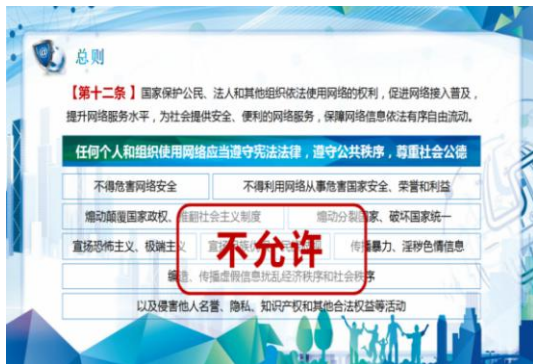 总则
【第十二条】国家保护公民、法人和其他组织依法使用网络的权利，促进网络接入普及，
提升网络服务水平，为社会提供安全、便利的网络服务，保障网络信息依法有序自由流动。
任何个人和组织使用网络应当遵守宪法法律，遵守公共秩序，尊重社会公德
不得危害网络安全 不得利用网络从事危害国家安全、荣誉和利益
煽动颠覆国家政权、推翻社会主义制度 煽动分裂国家、破坏国家统一
宣扬恐怖主义、极端主义 宣扬 传播暴力、淫秽色情信息
不允许
编造、传播虚假信息扰乱经济秩序和社会秩序
以及侵害他人名誉、隐私、知识产权和其他合法权益等活动